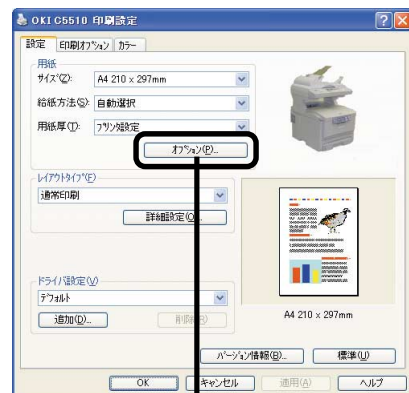 OKI C5510 印刷設定
設定 印刷オプション カラー
用紙
サイズ(Z): A4 210 x 297mm
給紙方法(S): 自動選択
用紙厚(T): プリンタ設定
オプション(P)...
レイアウトタイプ(F)
通常印刷
詳細設定(O)...
ドライバ設定(V)
デフォルト
追加(D)... 削除(R)
A4 210 x 297mm
バージョン情報(B)... 標準(U)
OK キャンセル 適用(A) ヘルプ